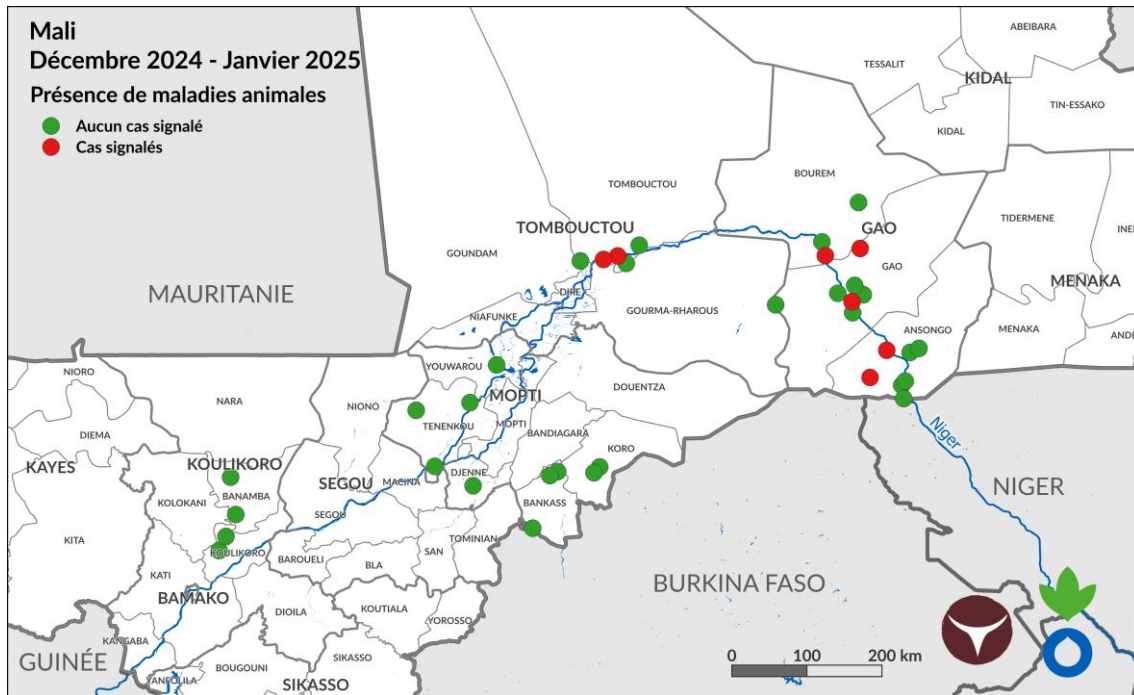 Mali
Décembre 2024 - Janvier 2025
Présence de maladies animales
Aucun cas signalé
Cas signalés
ABEIBARA
TESSALIT
KIDAL
TIN-ESSAKO
KIDAL
TOMBOUCTOU
BOUREM
TOMBOUCTOU
GAO
TIDERMENE
GOUNDAM
GAO
MENAKA
MAURITANIE
DIRE
NIAFUNKE
GOURMA-RHAROUS
ANSONGO
MENAKA
YOUWAROU
NIORO
NARA
NIONO
MOPTI
DOUENTZA
TENENKOU
MOPTI
DIEMA
BANDIAGARA
KORO
Niger
KAYES
KOULIKORO
SEGOU
MACINA
DJENNE
KOLOKANI
BANAMBA
BANKASS
NIGER
SEGOU
KITA
KOULIKORO
BAROUELI
SAN
TOMINIAN
KATI
BLA
BURKINA FASO
BAMAKO
DIOILA
KOUTIALA
YOROSSO
KANGABA
GUINÉE
BOUGOUNI
SIKASSO
SIKASSO
0 100 200 km